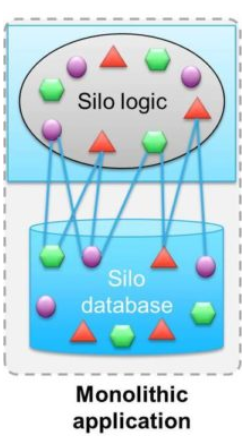 Silo logic
Silo
database
Monolithic
application